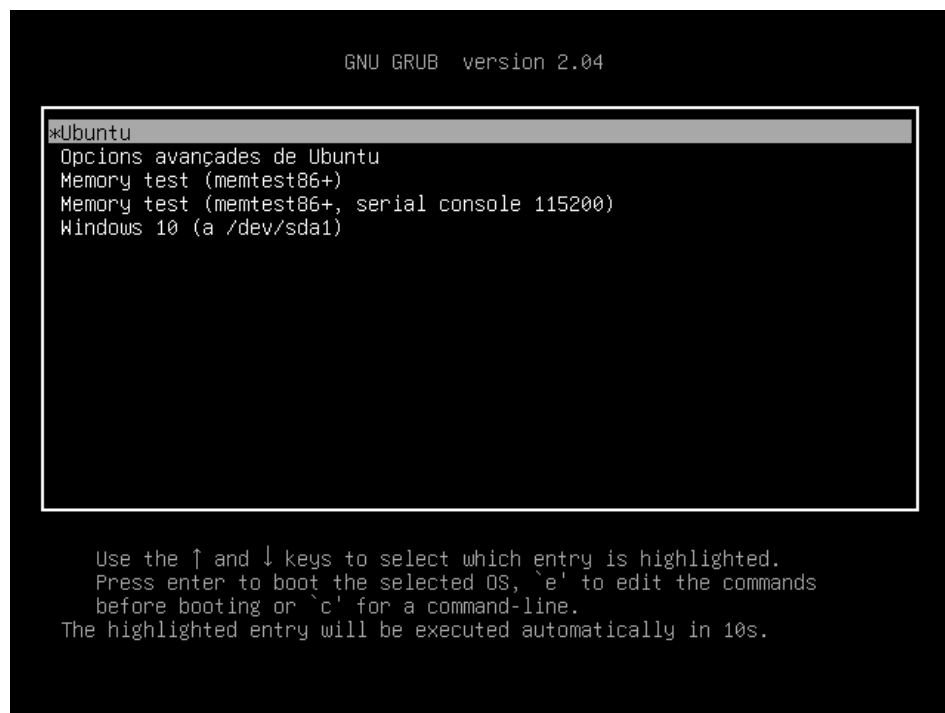 GNU GRUB  version 2.04
*Ubuntu
Opcions avançades de Ubuntu
Memory test (memtest86+)
Memory test (memtest86+, serial console 115200)
Windows 10 (a /dev/sda1)
Use the ↑ and ↓ keys to select which entry is highlighted.
Press enter to boot the selected OS, `e' to edit the commands
before booting or `c' for a command-line.
The highlighted entry will be executed automatically in 10s.